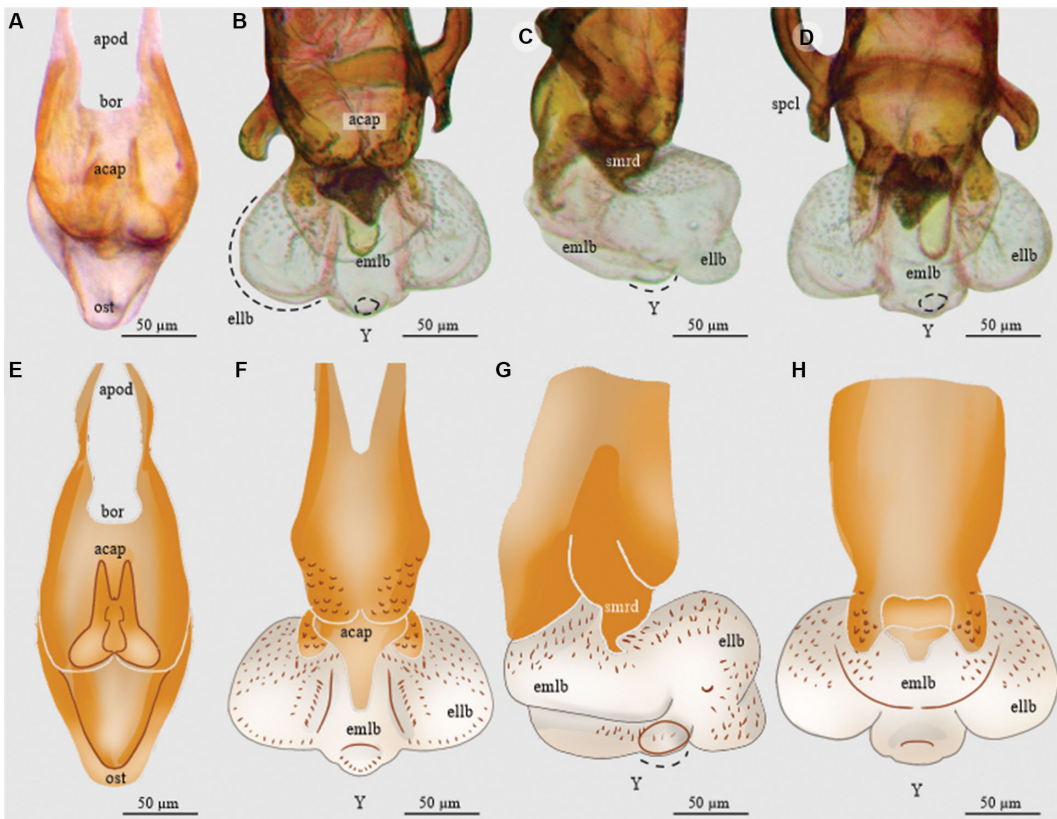 A
apod
bor
acap
ost
50 µm
B
acap
emlb
ellb
Y
50 µm
C
smrd
emlb
ellb
Y
50 µm
D
spcl
emlb
ellb
Y
50 µm
E
apod
bor
acap
ost
50 µm
F
acap
emlb
ellb
Y
50 µm
G
smrd
ellb
emlb
Y
50 µm
H
emlb
ellb
Y
50 µm